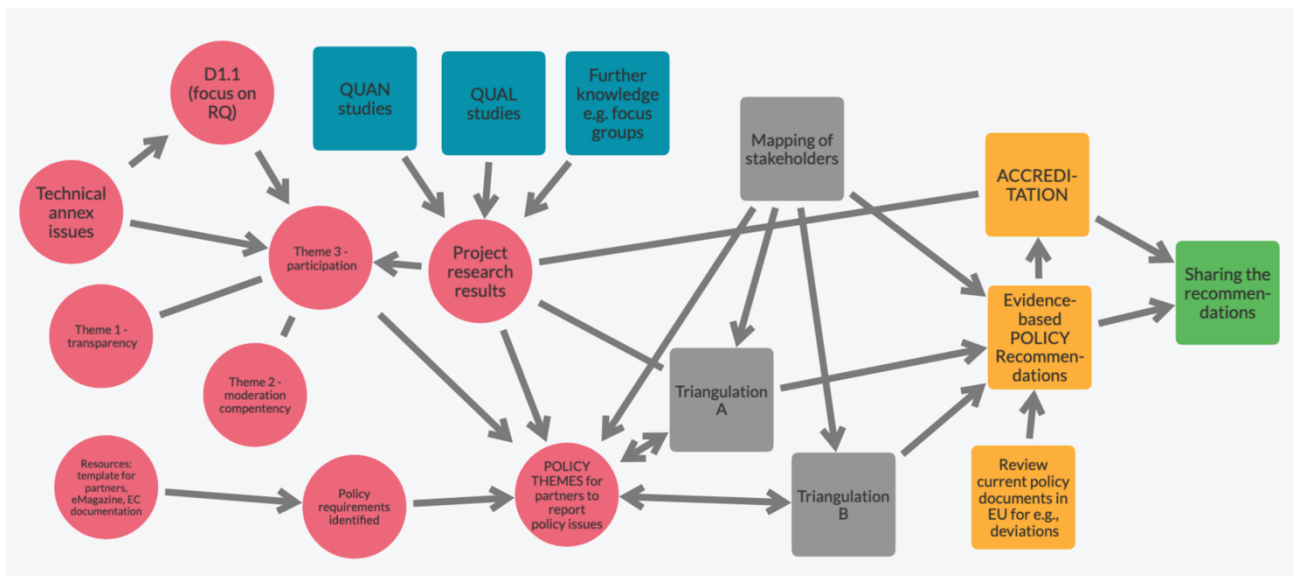 D1.1
(focus on
RQ)
QUAN
studies
QUAL
studies
Further
knowledge
e.g. focus
groups
Mapping of
stakeholders
ACCREDI-
TATION
Technical
annex
issues
Theme 3 -
participation
Project
research
results
Sharing the
recommen-
dations
Evidence-
based
POLICY
Recommen-
dations
Theme 1 -
transparency
Theme 2 -
moderation
compentency
Triangulation
A
Resources:
template for
partners,
eMagazine, EC
documentation
Policy
requirements
identified
POLICY
THEMES for
partners to
report
policy issues
Triangulation
B
Review
current policy
documents in
EU for e.g.,
deviations